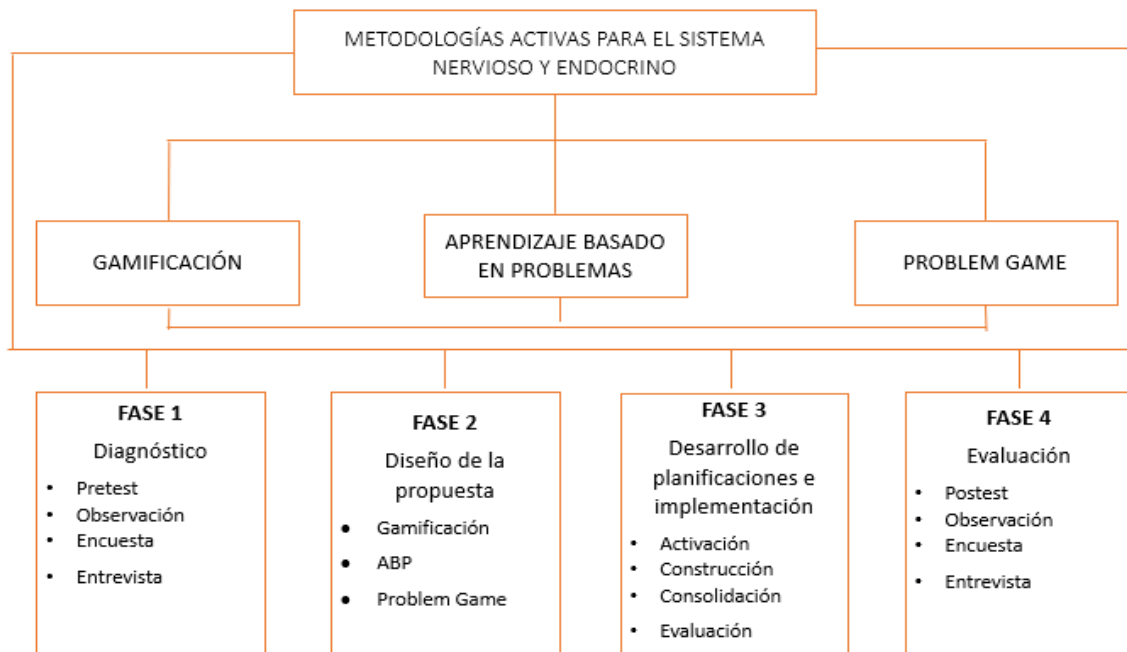 METODOLOGÍAS ACTIVAS PARA EL SISTEMA
NERVIOSO Y ENDOCRINO
GAMIFICACIÓN
APRENDIZAJE BASADO
EN PROBLEMAS
PROBLEM GAME
FASE 1
Diagnóstico
• Pretest
• Observación
• Encuesta
• Entrevista
FASE 2
Diseño de la
propuesta
● Gamificación
● ABP
● Problem Game
FASE 3
Desarrollo de
planificaciones e
implementación
• Activación
• Construcción
• Consolidación
• Evaluación
FASE 4
Evaluación
• Postest
• Observación
• Encuesta
• Entrevista